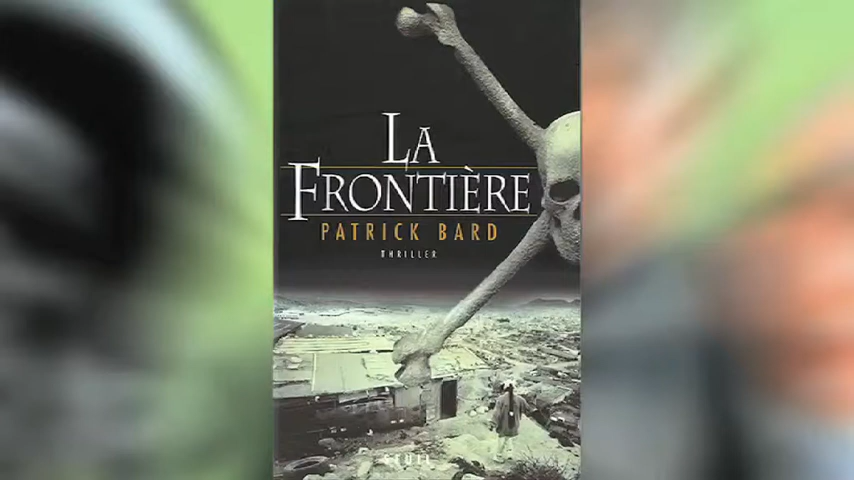 LA
FRONTIÈRE
PATRICK BARD
THRILLER
SEUIL